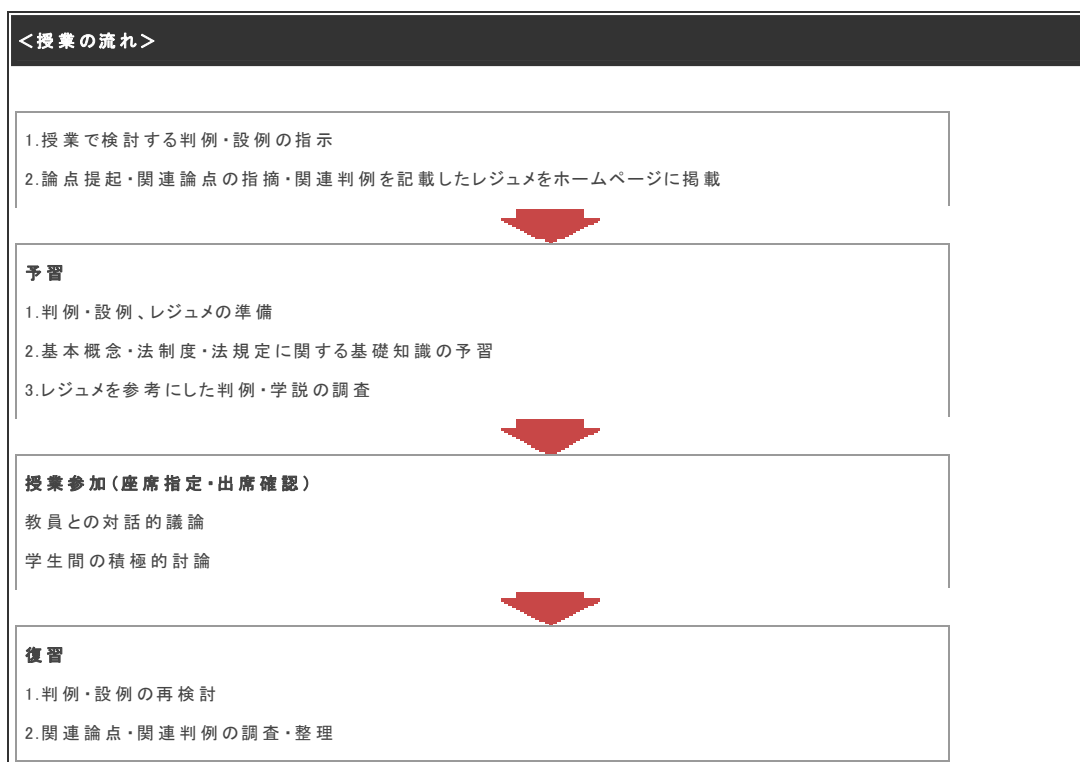 <授業の流れ>
1.授業で検討する判例・設例の指示
2.論点提起・関連論点の指摘・関連判例を記載したレジュメをホームページに掲載
予習
1.判例・設例、レジュメの準備
2.基本概念・法制度・法規定に関する基礎知識の予習
3.レジュメを参考にした判例・学説の調査
授業参加(座席指定・出席確認)
教員との対話的議論
学生間の積極的討論
復習
1.判例・設例の再検討
2.関連論点・関連判例の調査・整理